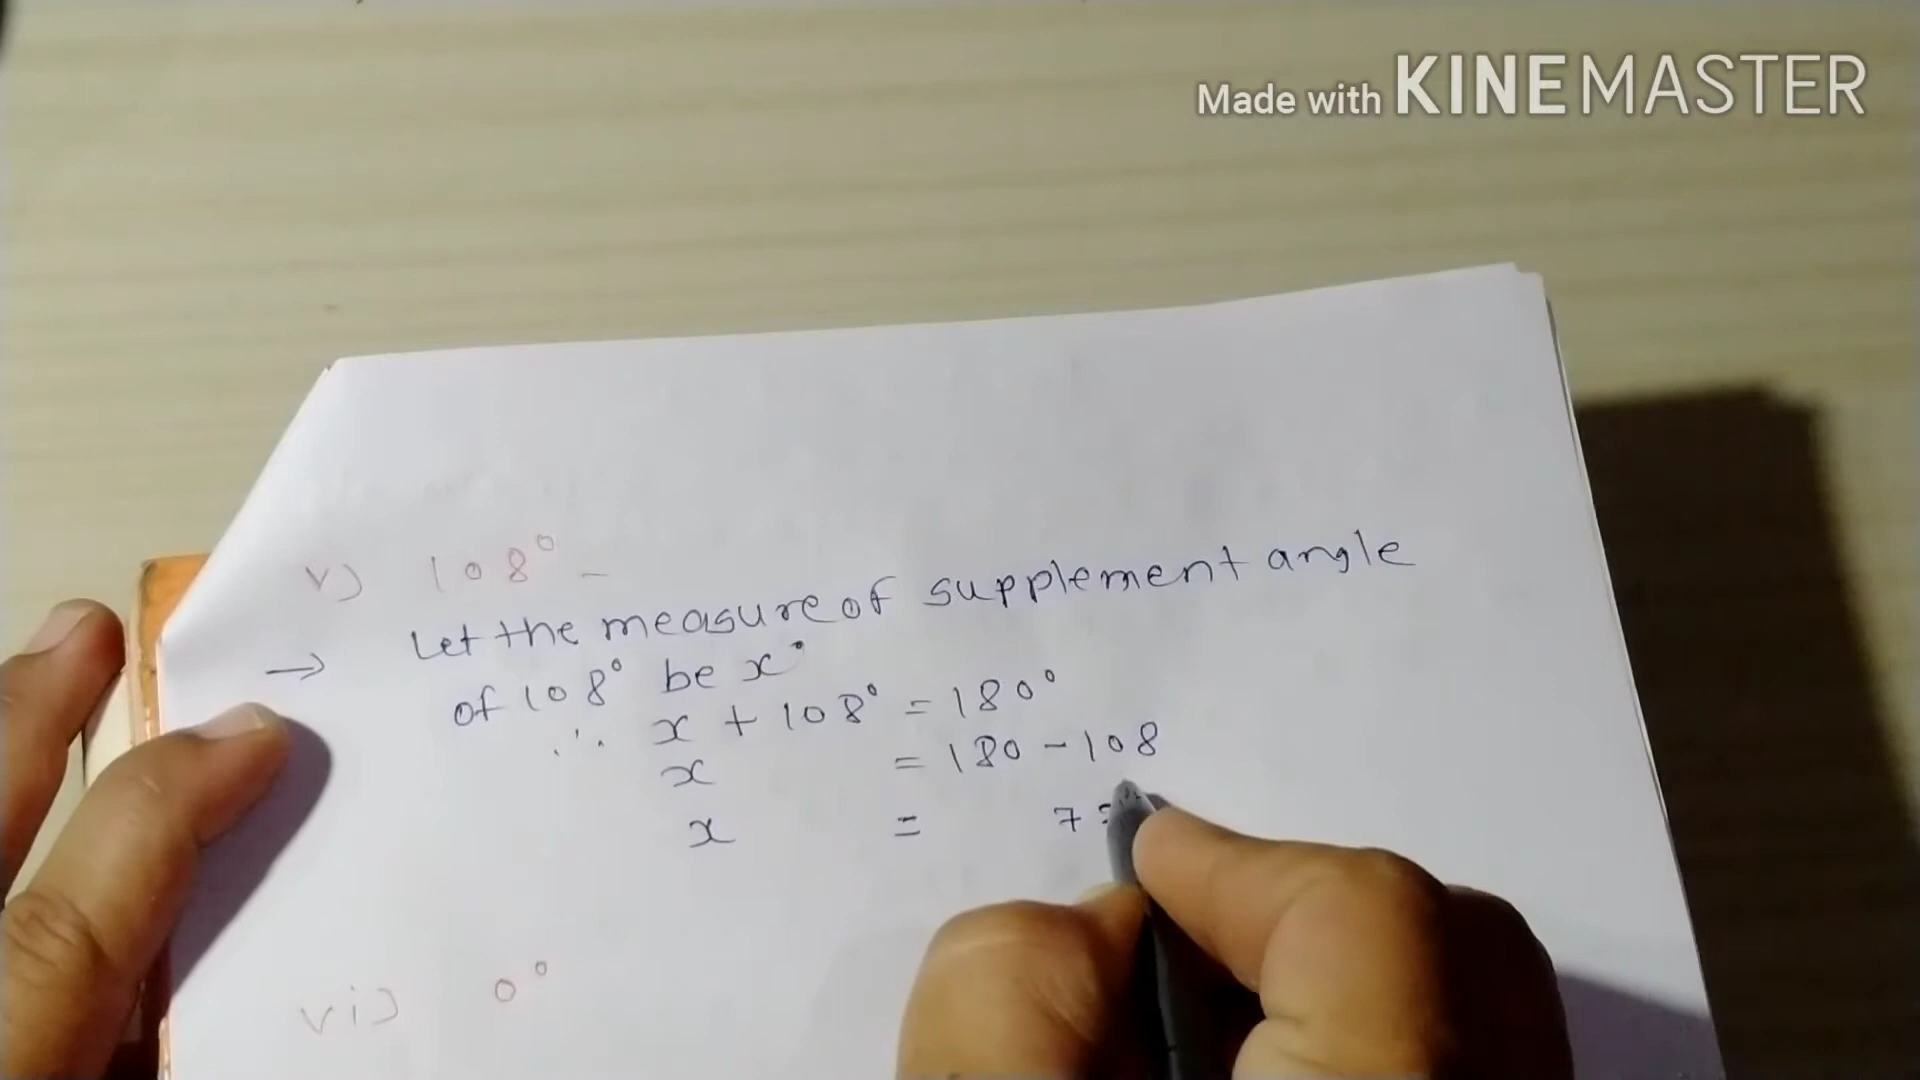 Made with KINEMASTER
v) 108° -
→ Let the measure of supplement angle
of 108° be x°
∴ x + 108° = 180°
x = 180 - 108
x = 7
vi) 0°